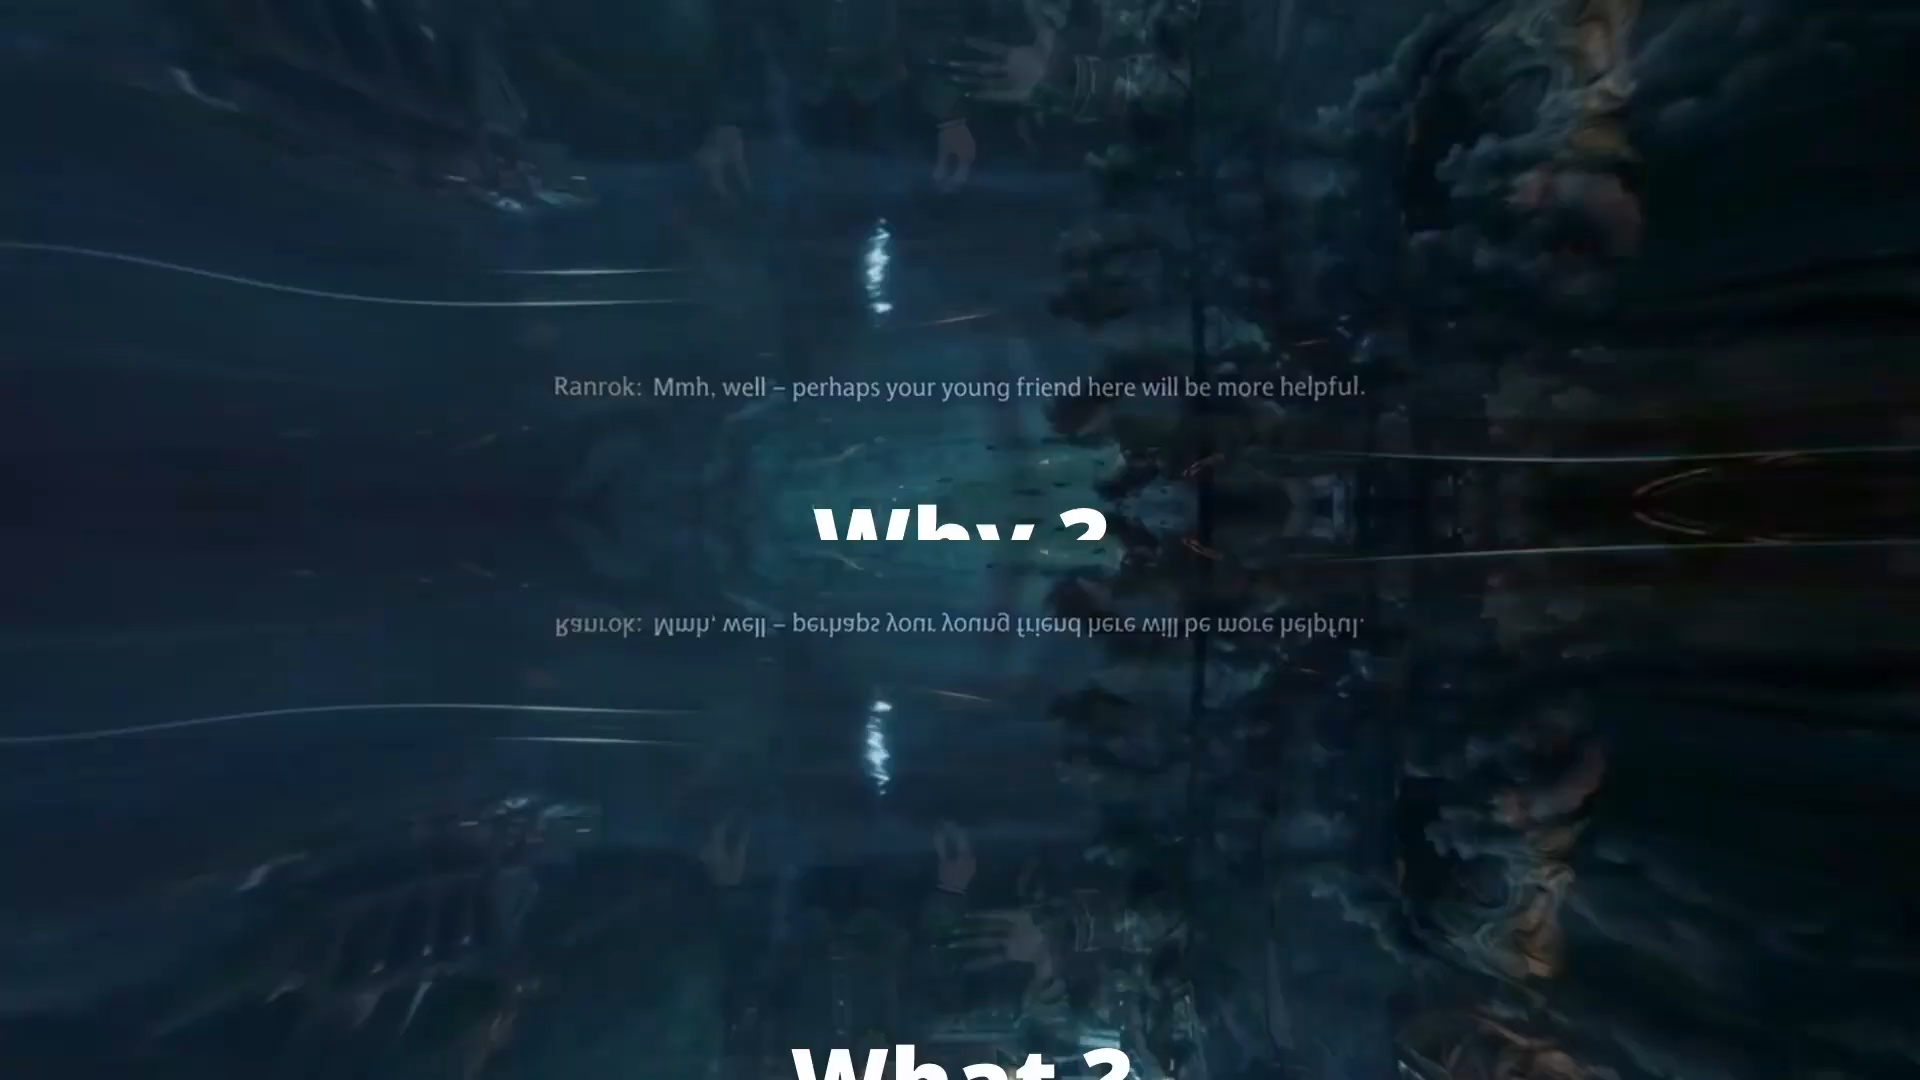 Ranrok: Mmh, well – perhaps your young friend here will be more helpful.
Why ?
Ranrok: Mmh, well – perhaps your young friend here will be more helpful.
What ?